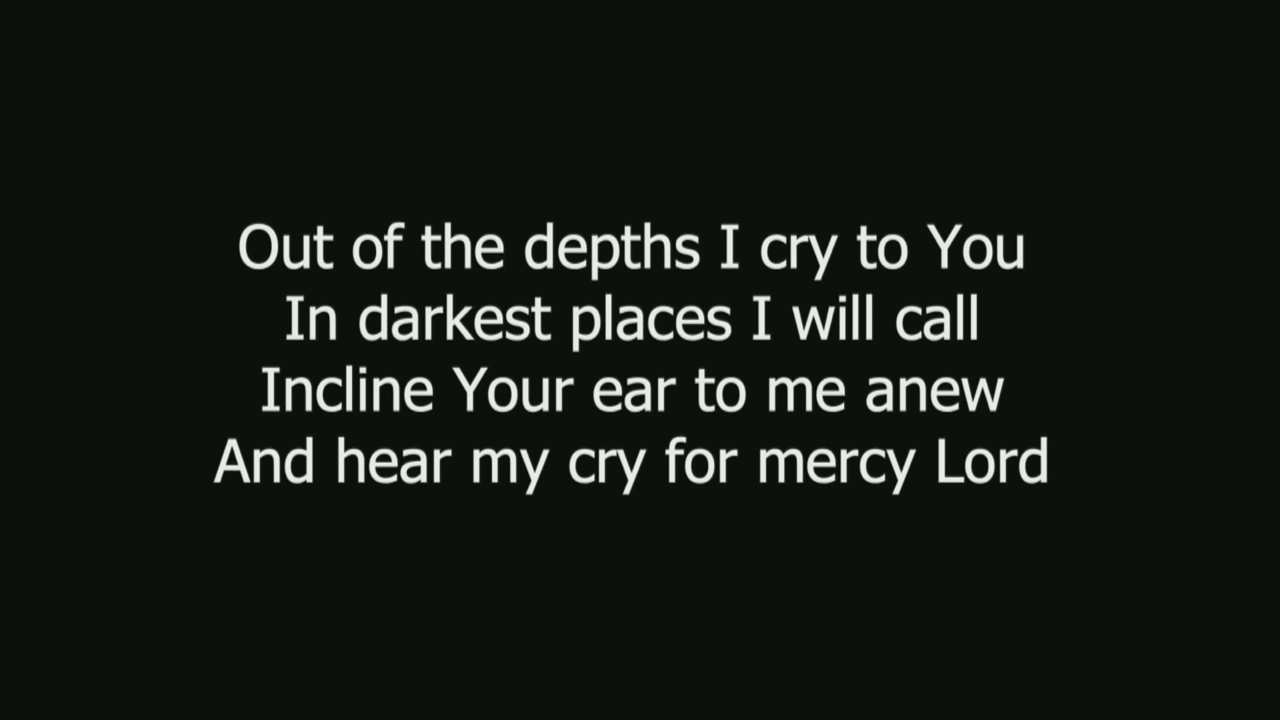 Out of the depths I cry to You
In darkest places I will call
Incline Your ear to me anew
And hear my cry for mercy Lord